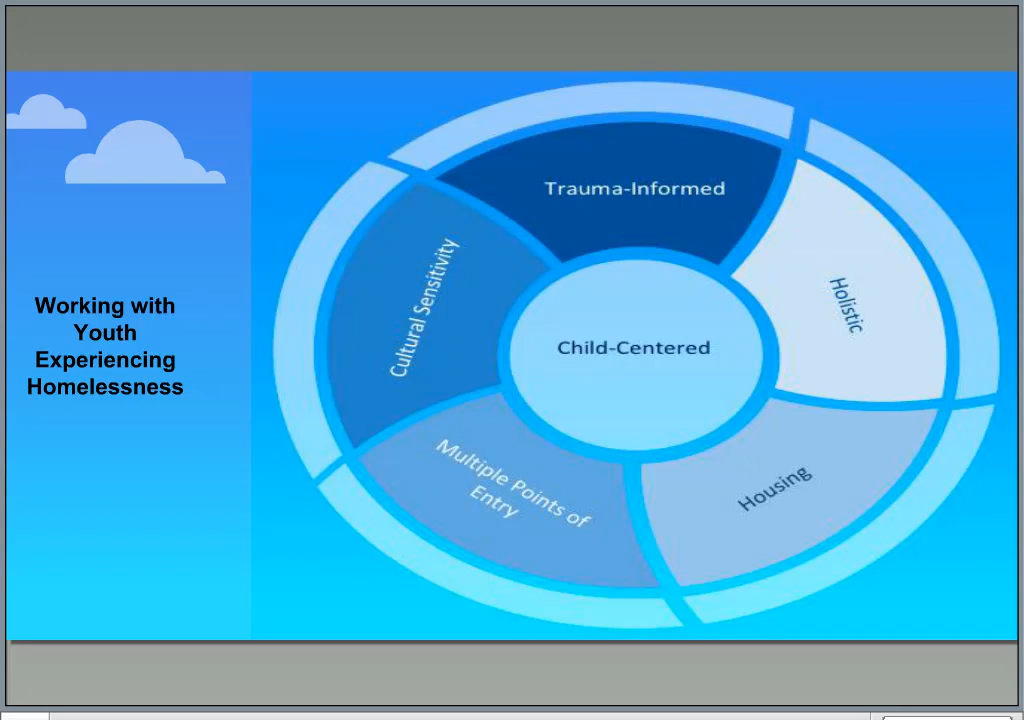 Working with
Youth
Experiencing
Homelessness
Trauma-Informed
Holistic
Housing
Multiple Points of
Entry
Cultural Sensitivity
Child-Centered